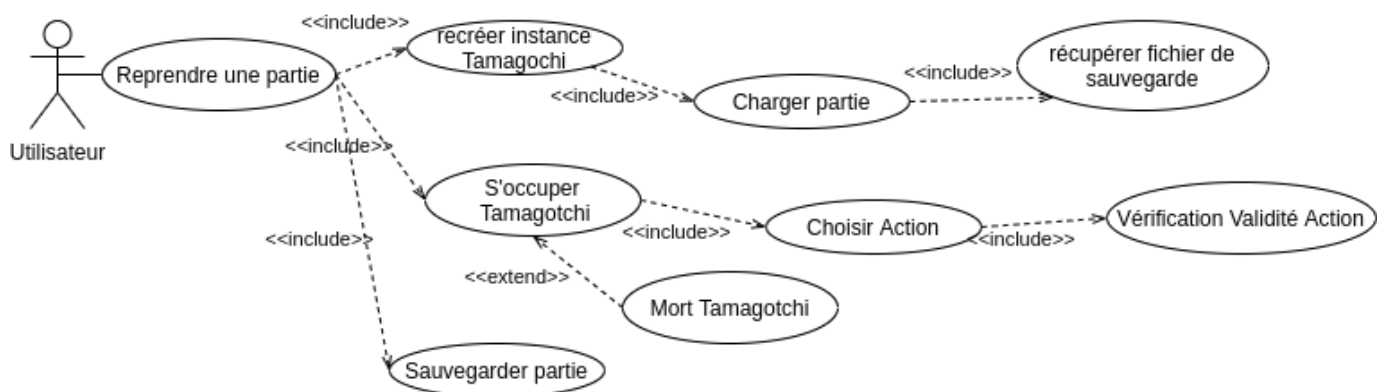 <<include>>
recréer instance
Tamagochi
récupérer fichier de
sauvegarde
Reprendre une partie
<<include>>
<<include>>
Charger partie
Utilisateur
<<include>>
S'occuper
Tamagotchi
<<include>>
Choisir Action
Vérification Validité Action
<<include>>
<<include>>
<<extend>>
Mort Tamagotchi
Sauvegarder partie